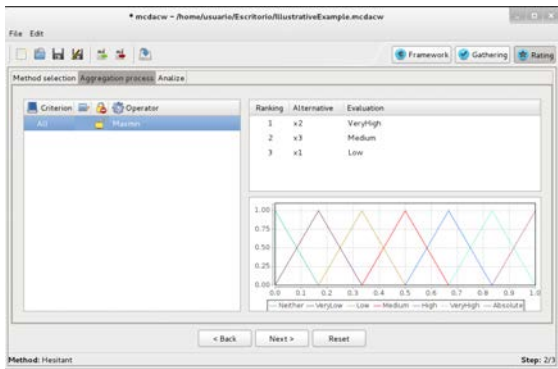 * mcdacw - /home/usuario/Escritorio/IllustrativeExample.mcdacw
File Edit
Framework Gathering Rating
Method selection Aggregation process Analize
Criterion Operator
All Maxmin
Ranking Alternative Evaluation
1 x2 VeryHigh
2 x3 Medium
3 x1 Low
1.00
0.75
0.50
0.25
0.00
0.0 0.1 0.2 0.3 0.4 0.5 0.6 0.7 0.8 0.9 1.0
Neither VeryLow Low Medium High VeryHigh Absolute
< Back Next > Reset
Method: Hesitant Step: 2/3